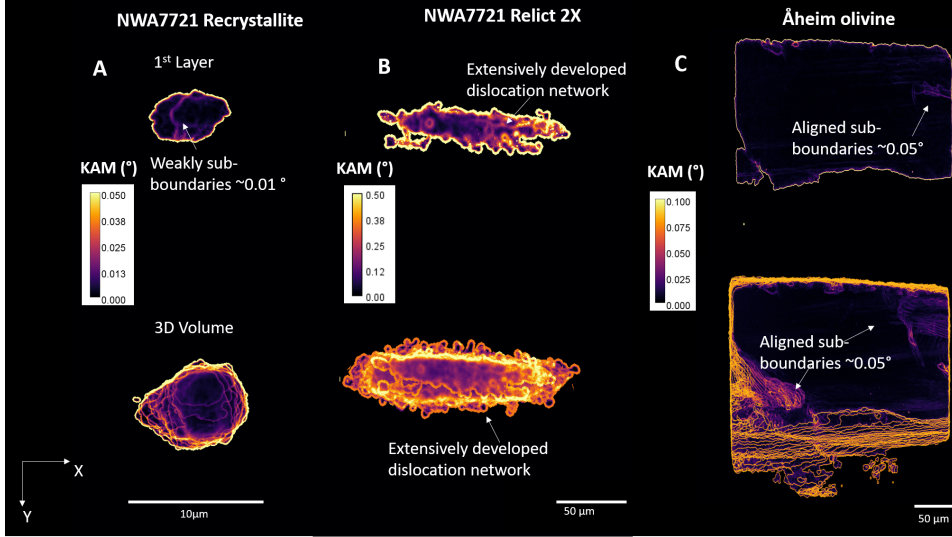 NWA7721 Recrystallite
NWA7721 Relict 2X
Åheim olivine
A
1st Layer
Weakly sub-
boundaries ~0.01 °
KAM (°)
0.050
0.038
0.025
0.013
0.000
3D Volume
X
Y
10µm
B
Extensively developed
dislocation network
KAM (°)
0.50
0.36
0.24
0.12
0.00
Extensively developed
dislocation network
50 µm
C
Aligned sub-
boundaries ~0.05°
KAM (°)
0.100
0.075
0.050
0.025
0.000
Aligned sub-
boundaries ~0.05°
50 µm